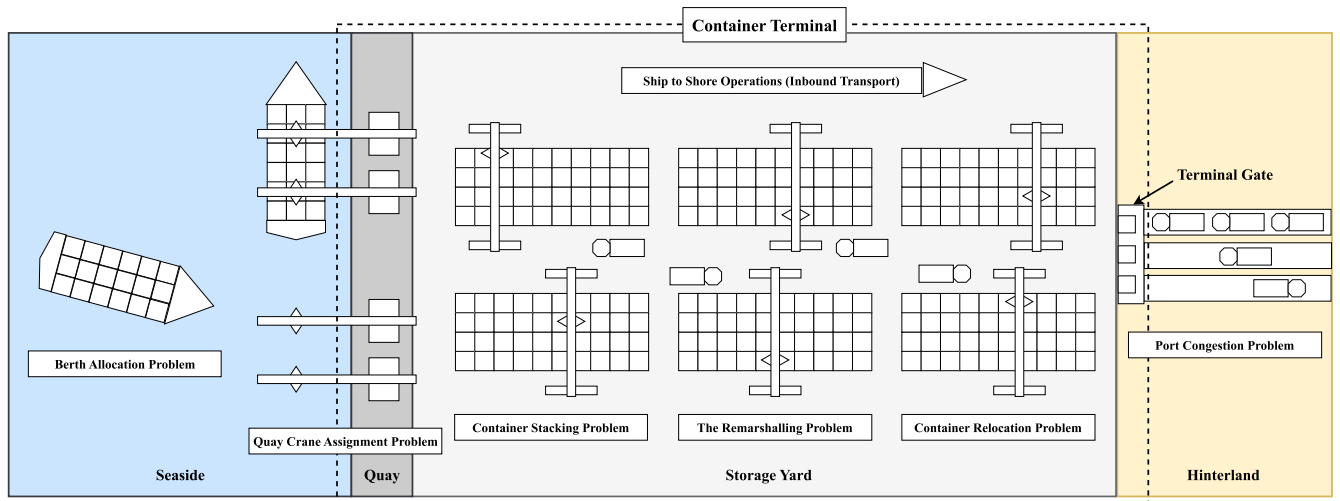 Container Terminal
Ship to Shore Operations (Inbound Transport)
Terminal Gate
Berth Allocation Problem
Port Congestion Problem
Quay Crane Assignment Problem
Container Stacking Problem
The Remarshalling Problem
Container Relocation Problem
Seaside
Quay
Storage Yard
Hinterland